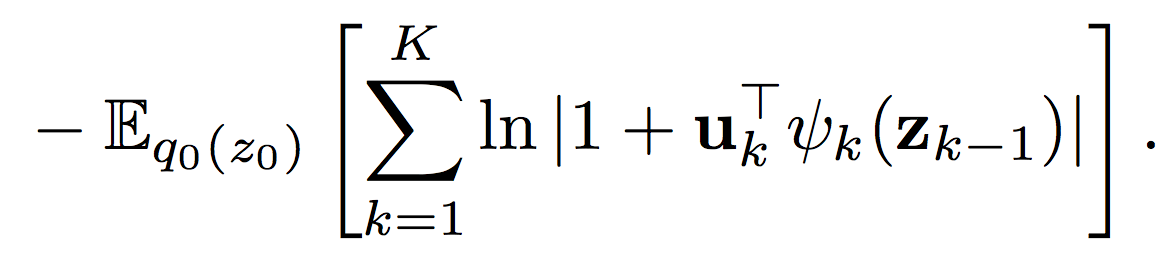 − 𝔼_{q_0(z_0)} [ ∑_{k=1}^{K} ln |1 + 𝐮_k^⊤ ψ_k(𝐳_{k−1})| ] .